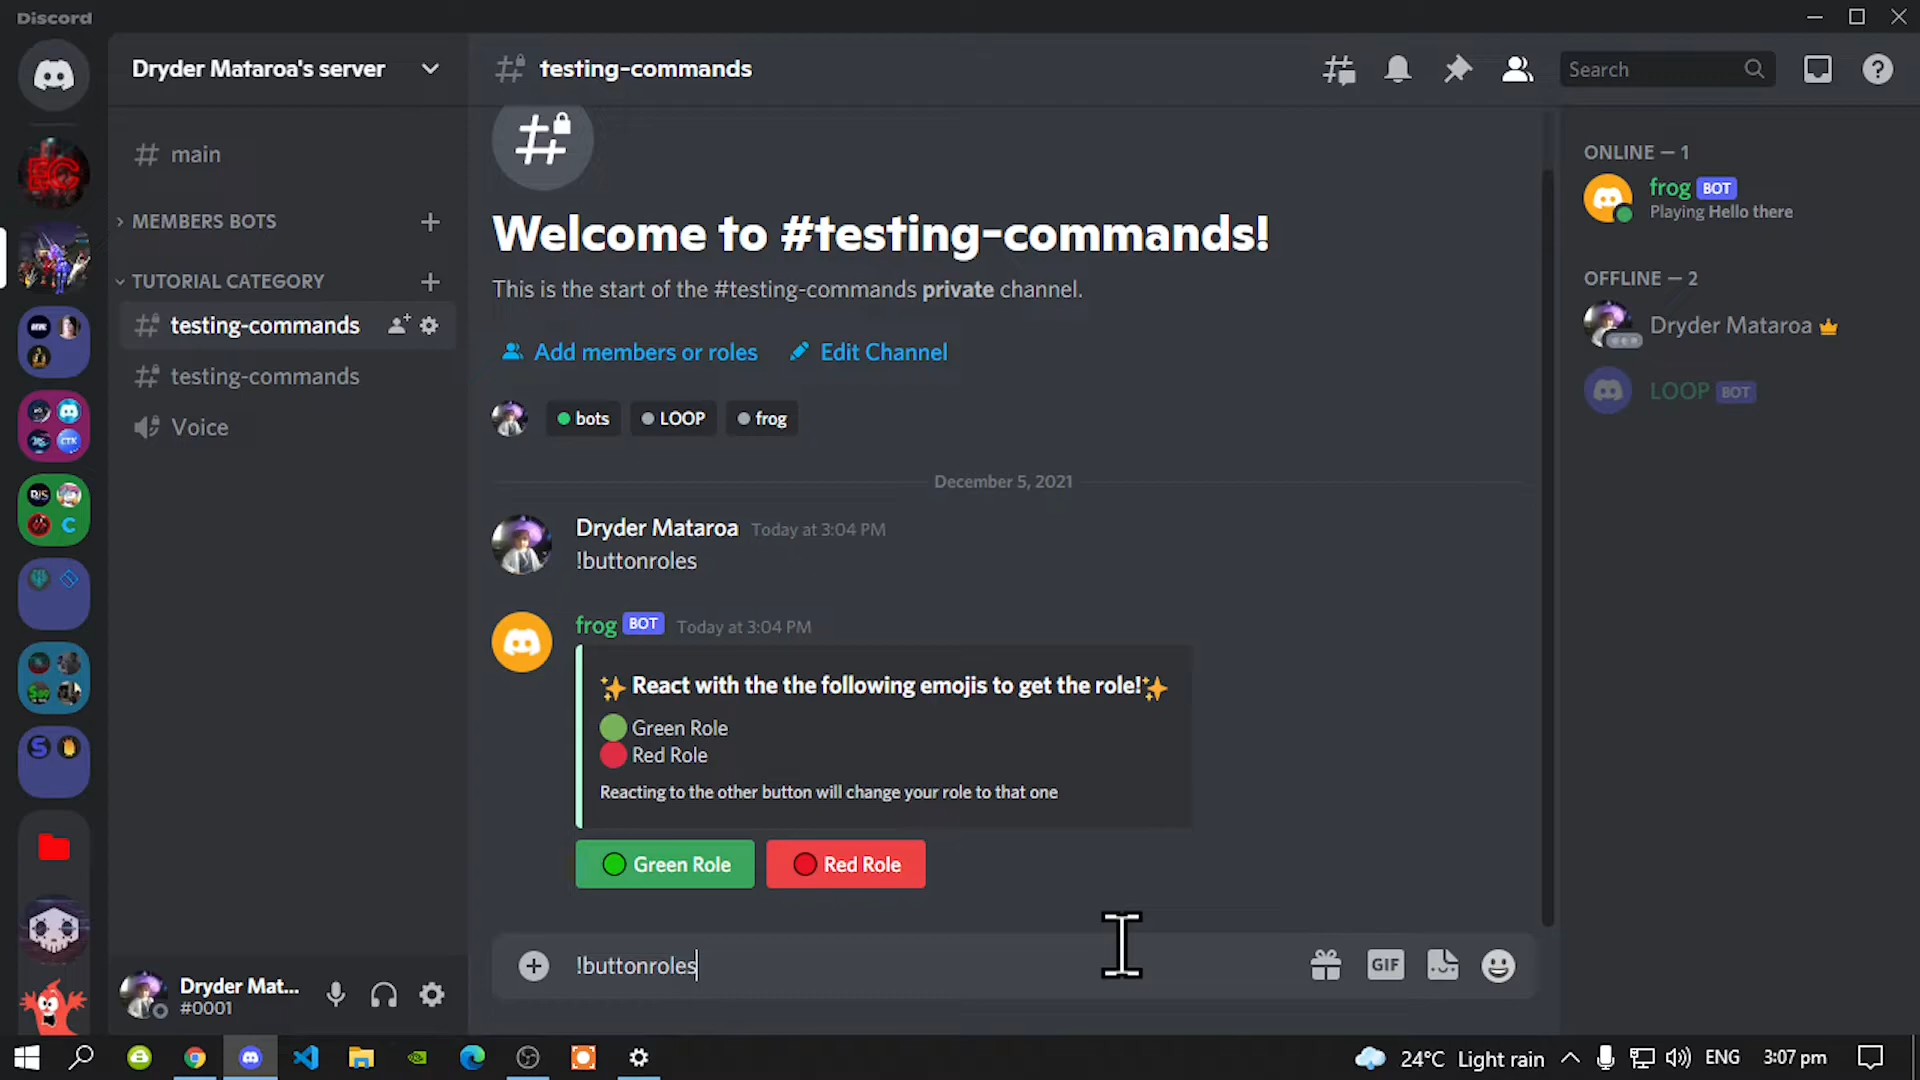 Discord
Dryder Mataroa's server
testing-commands
Search
main
MEMBERS BOTS
TUTORIAL CATEGORY
testing-commands
testing-commands
Voice
EC
CTK
C
S
Welcome to #testing-commands!
This is the start of the #testing-commands private channel.
Add members or roles
Edit Channel
bots
LOOP
frog
December 5, 2021
Dryder Mataroa Today at 3:04 PM
!buttonroles
frog BOT Today at 3:04 PM
✨ React with the the following emojis to get the role!✨
Green Role
Red Role
Reacting to the other button will change your role to that one
Green Role
Red Role
!buttonroles
GIF
ONLINE — 1
frog BOT
Playing Hello there
OFFLINE — 2
Dryder Mataroa
LOOP BOT
Dryder Mat...
#0001
24°C Light rain
ENG
3:07 pm